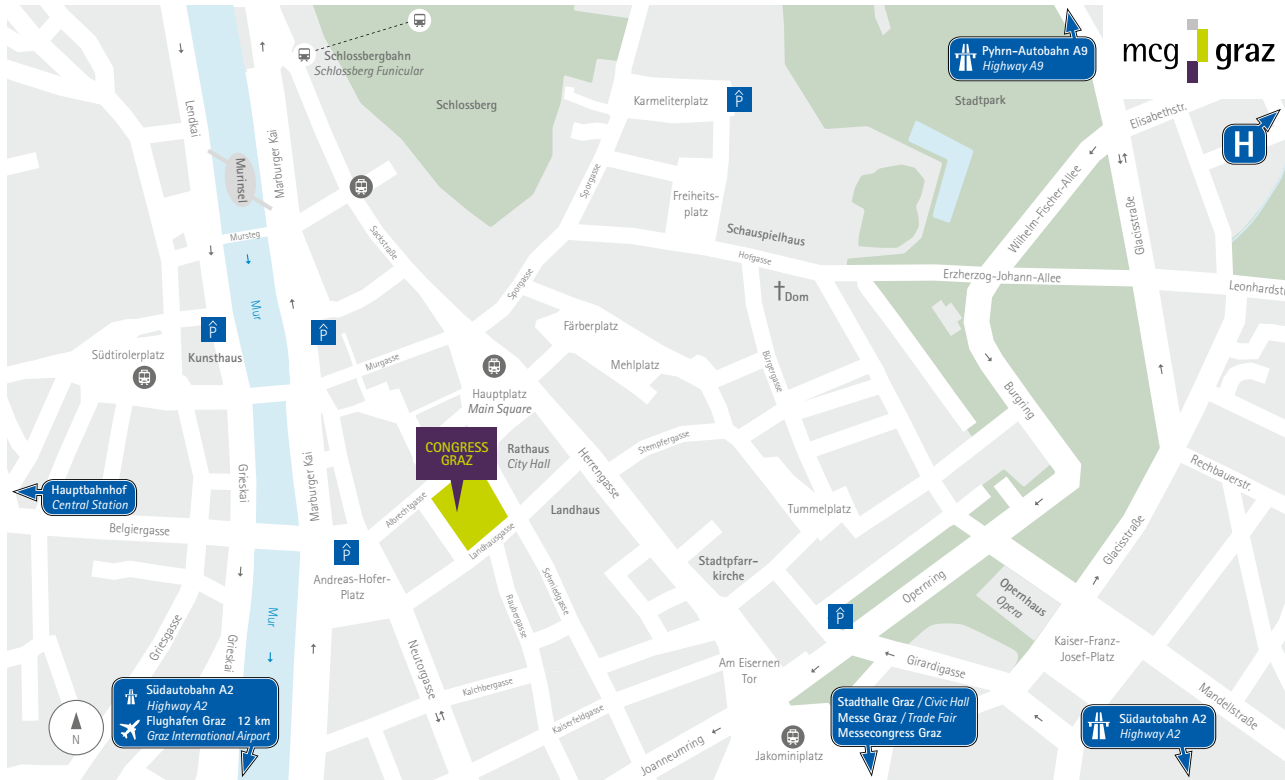 Schlossbergbahn
Schlossberg Funicular
Schlossberg
Karmeliterplatz
P
Pyhrn-Autobahn A9
Highway A9
Stadtpark
mcg graz
Elisabethstr.
H
Lendkai
Marburger Kai
Murinsel
Sporgasse
Freiheits-
platz
Wilhelm-Fischer-Allee
Glacisstraße
Mursteg
Sackstraße
Schauspielhaus
Hofgasse
Erzherzog-Johann-Allee
Leonhardstr
Dom
Sporgasse
Mur
P
P
Färberplatz
Südtirolerplatz
Kunsthaus
Murgasse
Mehlplatz
Bürgergasse
Hauptplatz
Main Square
Burgring
CONGRESS
GRAZ
Rathaus
City Hall
Stempfergasse
Herrengasse
Grieskai
Marburger Kai
Rechbauerstr.
Hauptbahnhof
Central Station
Albrechtgasse
Landhaus
Tummelplatz
Belgiergasse
Landhausgasse
P
Glacisstraße
Stadtpfarr-
kirche
Andreas-Hofer-
Platz
Schmiedgasse
Raubergasse
Opernring
Opernhaus
Opera
P
Mur
Griesgasse
Grieskai
Kaiser-Franz-
Josef-Platz
Girardigasse
Am Eisernen
Tor
Neutorgasse
Kalchberggasse
Kaiserfeldgasse
Mandellstraße
Südautobahn A2
Highway A2
Flughafen Graz 12 km
Graz International Airport
Stadthalle Graz / Civic Hall
Messe Graz / Trade Fair
Messecongress Graz
Südautobahn A2
Highway A2
N
Joanneumring
Jakominiplatz